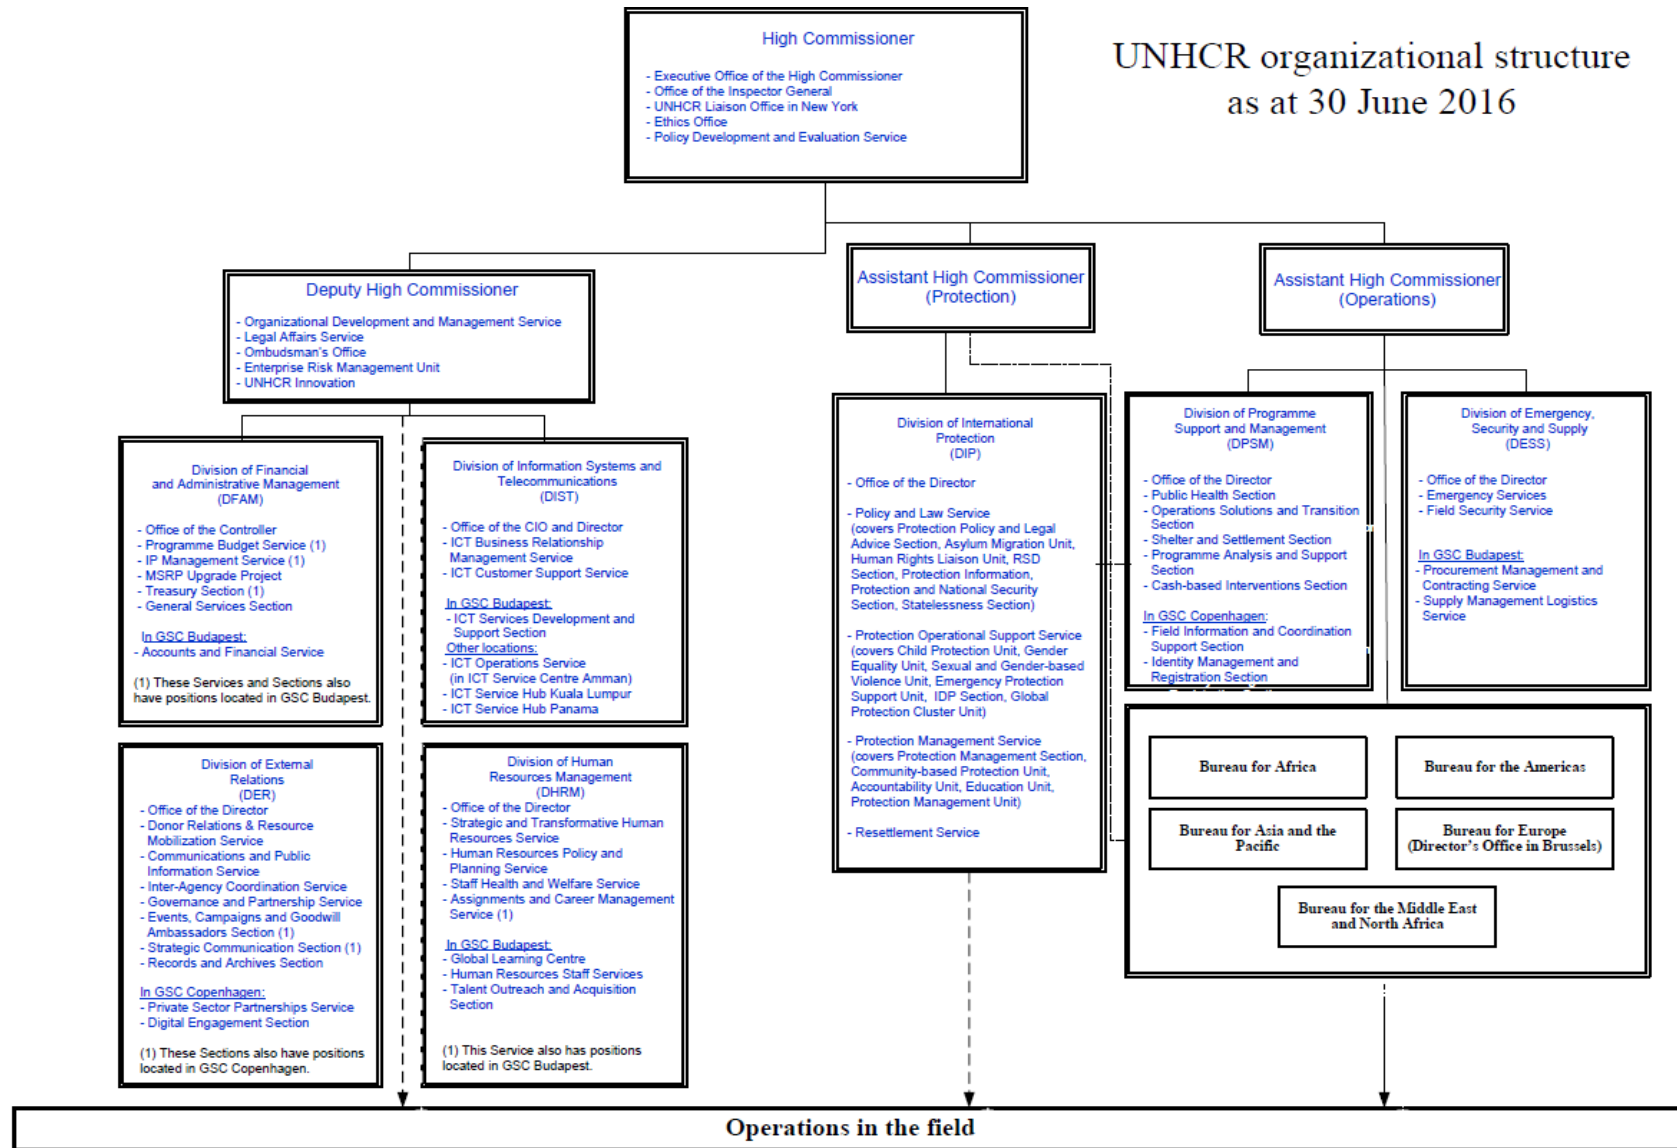 High Commissioner
- Executive Office of the High Commissioner
- Office of the Inspector General
- UNHCR Liaison Office in New York
- Ethics Office
- Policy Development and Evaluation Service
UNHCR organizational structure
as at 30 June 2016
Deputy High Commissioner
- Organizational Development and Management Service
- Legal Affairs Service
- Ombudsman's Office
- Enterprise Risk Management Unit
- UNHCR Innovation
Assistant High Commissioner
(Protection)
Assistant High Commissioner
(Operations)
Division of Financial
and Administrative Management
(DFAM)
- Office of the Controller
- Programme Budget Service (1)
- IP Management Service (1)
- MSRP Upgrade Project
- Treasury Section (1)
- General Services Section
In GSC Budapest:
- Accounts and Financial Service
(1) These Services and Sections also
have positions located in GSC Budapest.
Division of Information Systems and
Telecommunications
(DIST)
- Office of the CIO and Director
- ICT Business Relationship
Management Service
- ICT Customer Support Service
In GSC Budapest:
- ICT Services Development and
Support Section
Other locations:
- ICT Operations Service
(in ICT Service Centre Amman)
- ICT Service Hub Kuala Lumpur
- ICT Service Hub Panama
Division of External
Relations
(DER)
- Office of the Director
- Donor Relations & Resource
Mobilization Service
- Communications and Public
Information Service
- Inter-Agency Coordination Service
- Governance and Partnership Service
- Events, Campaigns and Goodwill
Ambassadors Section (1)
- Strategic Communication Section (1)
- Records and Archives Section
In GSC Copenhagen:
- Private Sector Partnerships Service
- Digital Engagement Section
(1) These Sections also have positions
located in GSC Copenhagen.
Division of Human
Resources Management
(DHRM)
- Office of the Director
- Strategic and Transformative Human
Resources Service
- Human Resources Policy and
Planning Service
- Staff Health and Welfare Service
- Assignments and Career Management
Service (1)
In GSC Budapest:
- Global Learning Centre
- Human Resources Staff Services
- Talent Outreach and Acquisition
Section
(1) This Service also has positions
located in GSC Budapest.
Division of International
Protection
(DIP)
- Office of the Director
- Policy and Law Service
(covers Protection Policy and Legal
Advice Section, Asylum Migration Unit,
Human Rights Liaison Unit, RSD
Section, Protection Information,
Protection and National Security
Section, Statelessness Section)
- Protection Operational Support Service
(covers Child Protection Unit, Gender
Equality Unit, Sexual and Gender-based
Violence Unit, Emergency Protection
Support Unit, IDP Section, Global
Protection Cluster Unit)
- Protection Management Service
(covers Protection Management Section,
Community-based Protection Unit,
Accountability Unit, Education Unit,
Protection Management Unit)
- Resettlement Service
Division of Programme
Support and Management
(DPSM)
- Office of the Director
- Public Health Section
- Operations Solutions and Transition
Section
- Shelter and Settlement Section
- Programme Analysis and Support
Section
- Cash-based Interventions Section
In GSC Copenhagen:
- Field Information and Coordination
Support Section
- Identity Management and
Registration Section
Division of Emergency,
Security and Supply
(DESS)
- Office of the Director
- Emergency Services
- Field Security Service
In GSC Budapest:
- Procurement Management and
Contracting Service
- Supply Management Logistics
Service
Bureau for Africa
Bureau for the Americas
Bureau for Asia and the
Pacific
Bureau for Europe
(Director's Office in Brussels)
Bureau for the Middle East
and North Africa
Operations in the field